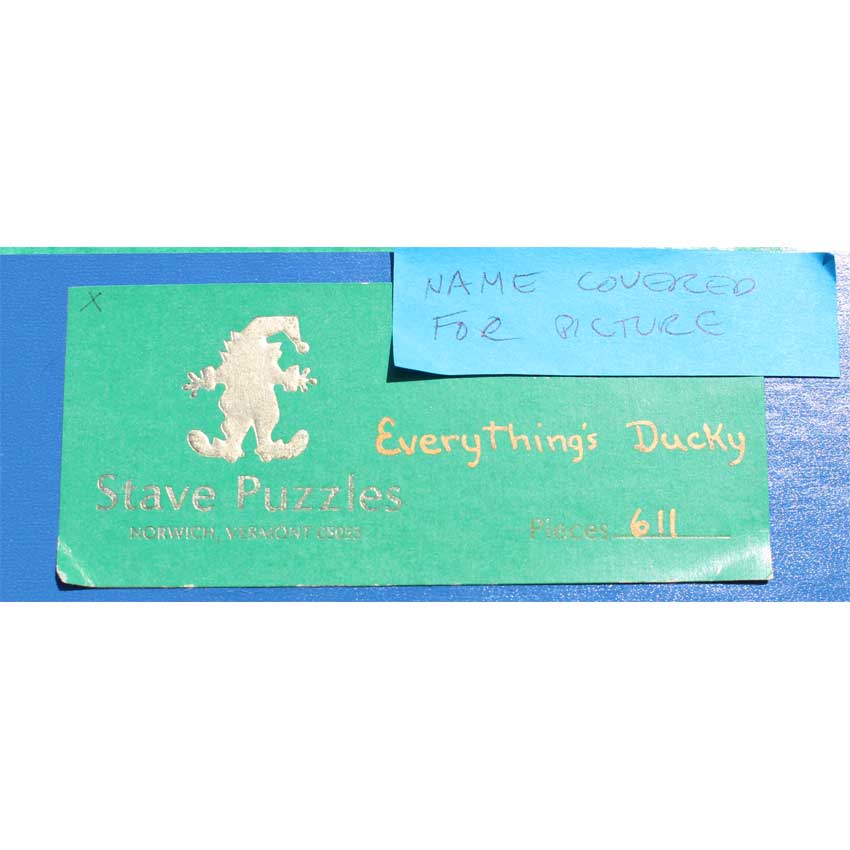 NAME COVERED
FOR PICTURE
X
Everything's Ducky
Stave Puzzles
NORWICH, VERMONT 05055
Pieces 611